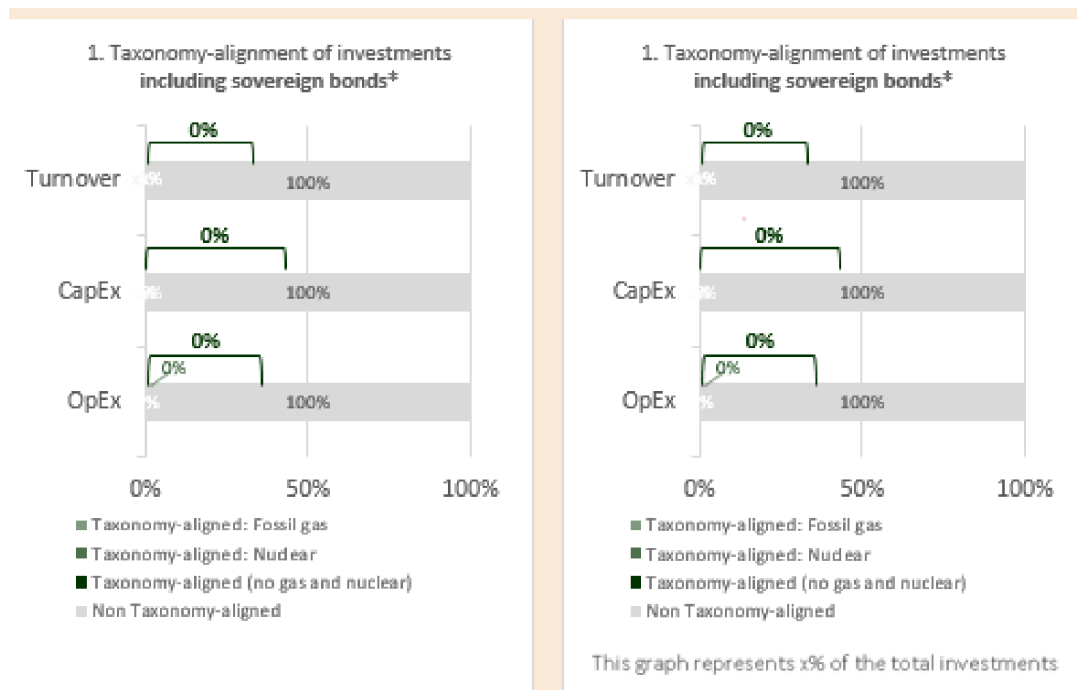 1. Taxonomy-alignment of investments
including sovereign bonds*
0%
Turnover
100%
0%
CapEx
100%
0%
0%
OpEx
100%
0% 50% 100%
Taxonomy-aligned: Fossil gas
Taxonomy-aligned: Nudear
Taxonomy-aligned (no gas and nuclear)
Non Taxonomy-aligned
1. Taxonomy-alignment of investments
including sovereign bonds*
0%
Turnover
100%
0%
CapEx
100%
0%
0%
OpEx
100%
0% 50% 100%
Taxonomy-aligned: Fossil gas
Taxonomy-aligned: Nudear
Taxonomy-aligned (no gas and nuclear)
Non Taxonomy-aligned
This graph represents x% of the total investments